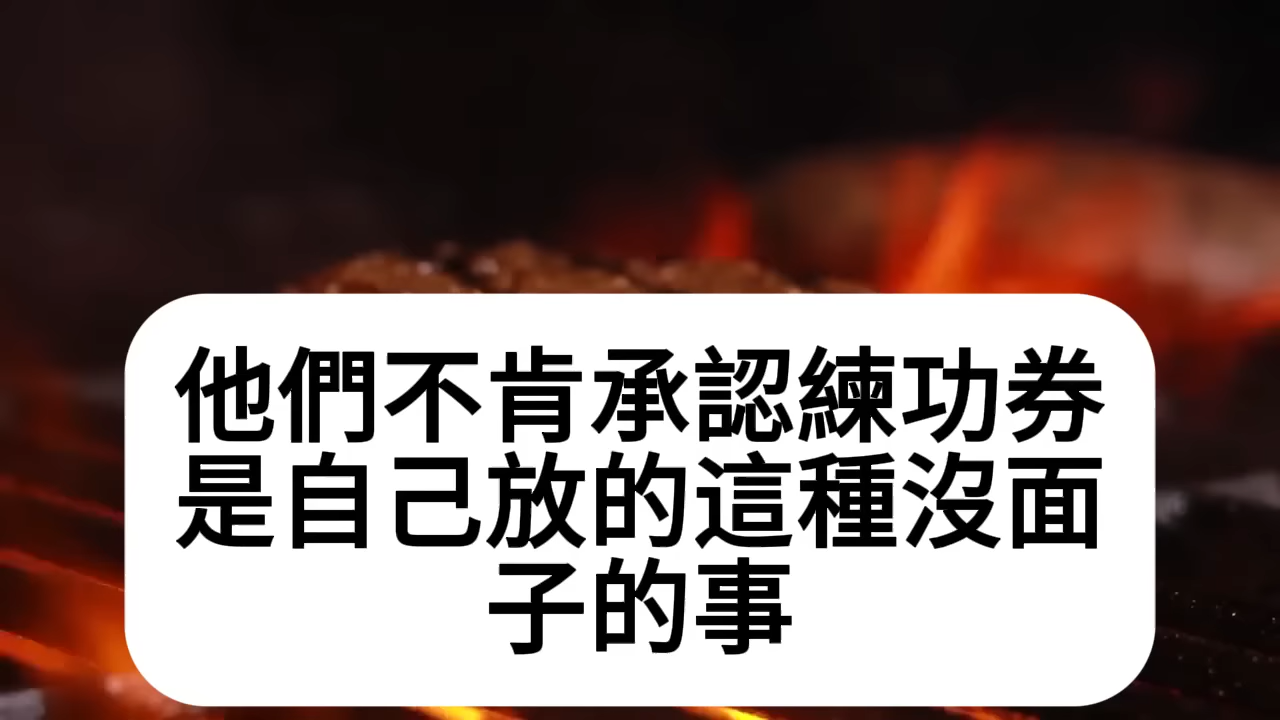 他們不肯承認練功券
是自己放的這種沒面
子的事